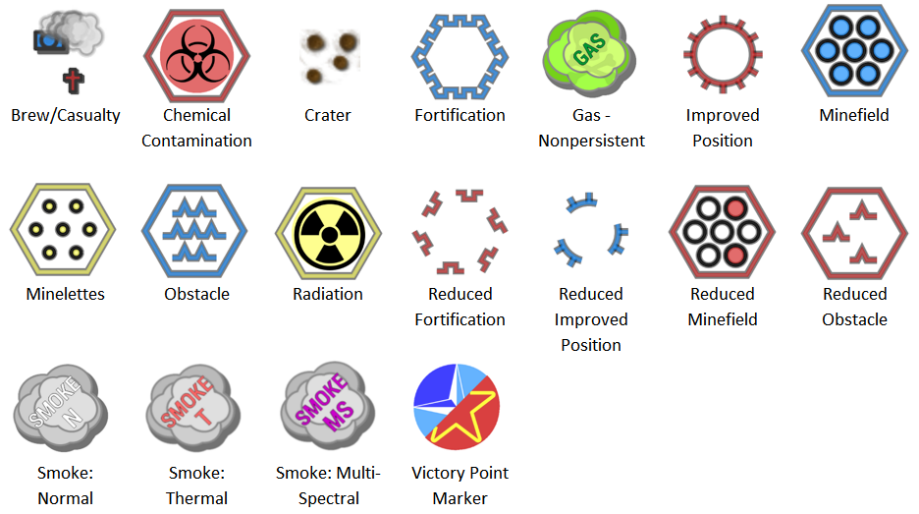 Brew/Casualty
Chemical
Contamination
Crater
Fortification
GAS
Gas -
Nonpersistent
Improved
Position
Minefield
Minelettes
Obstacle
Radiation
Reduced
Fortification
Reduced
Improved
Position
Reduced
Minefield
Reduced
Obstacle
SMOKE
N
Smoke:
Normal
SMOKE
T
Smoke:
Thermal
SMOKE
MS
Smoke: Multi-
Spectral
Victory Point
Marker